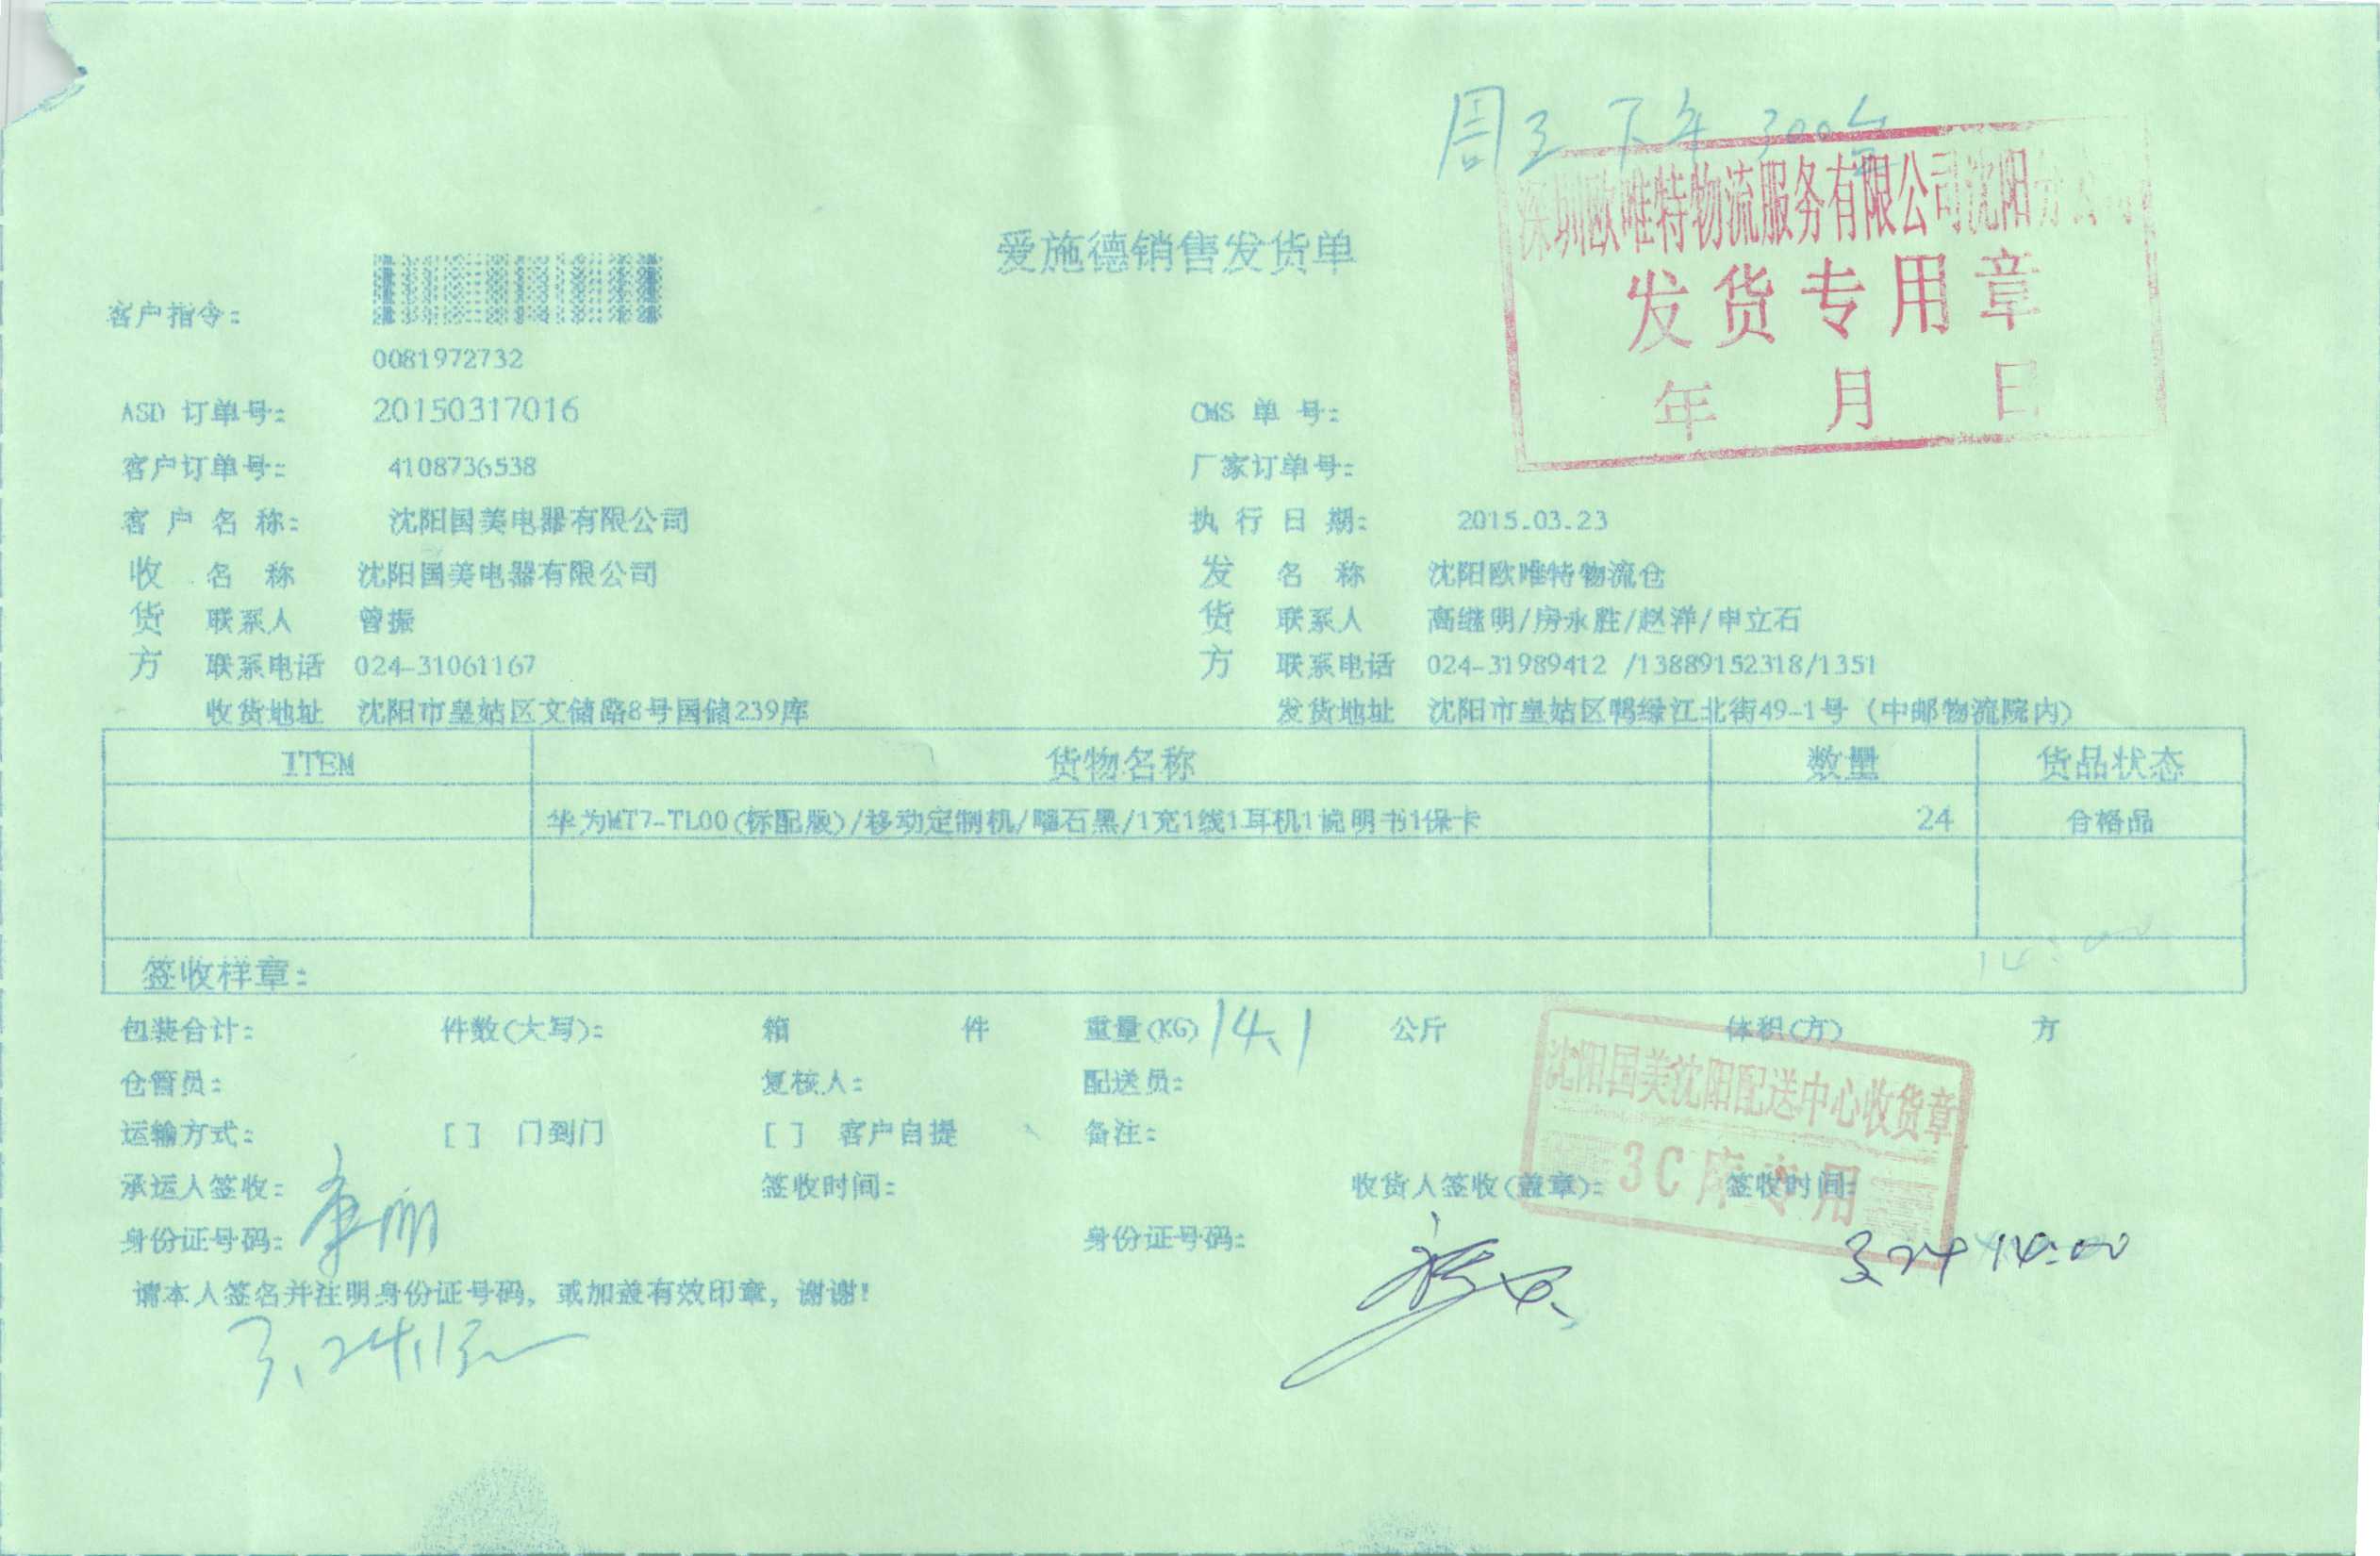 周三 下午 300台
深圳欧唯特物流服务有限公司沈阳分公司
发货专用章
年 月 日
爱施德销售发货单
客户指令:
0081972732
ASD 订单号: 20150317016 CMS 单 号:
客户订单号: 4108736538 厂家订单号:
客 户 名 称: 沈阳国美电器有限公司 执 行 日 期: 2015.03.23
收 名 称 沈阳国美电器有限公司 发 名 称 沈阳欧唯特物流仓
货 联系人 曾振 货 联系人 高继明/房永胜/赵洋/申立石
方 联系电话 024-31061167 方 联系电话 024-31989412 /13889152318/1351
收货地址 沈阳市皇姑区文储路8号国储239库 发货地址 沈阳市皇姑区鸭绿江北街49-1号(中邮物流院内)
ITEM 货物名称 数量 货品状态
华为MT7-TL00(标配版)/移动定制机/曜石黑/1充1线1耳机1说明书1保卡 24 合格品
签收样章:
包装合计: 件数(大写): 箱 件 重量(KG) 14.1 公斤 体积(方) 方
仓管员: 复核人: 配送员:
沈阳国美沈阳配送中心收货章
3C库专用
运输方式: [ ] 门到门 [ ] 客户自提 备注:
承运人签收: 签收时间: 收货人签收(盖章): 签收时间:
身份证号码: 身份证号码:
3.24 14:00
请本人签名并注明身份证号码, 或加盖有效印章, 谢谢!